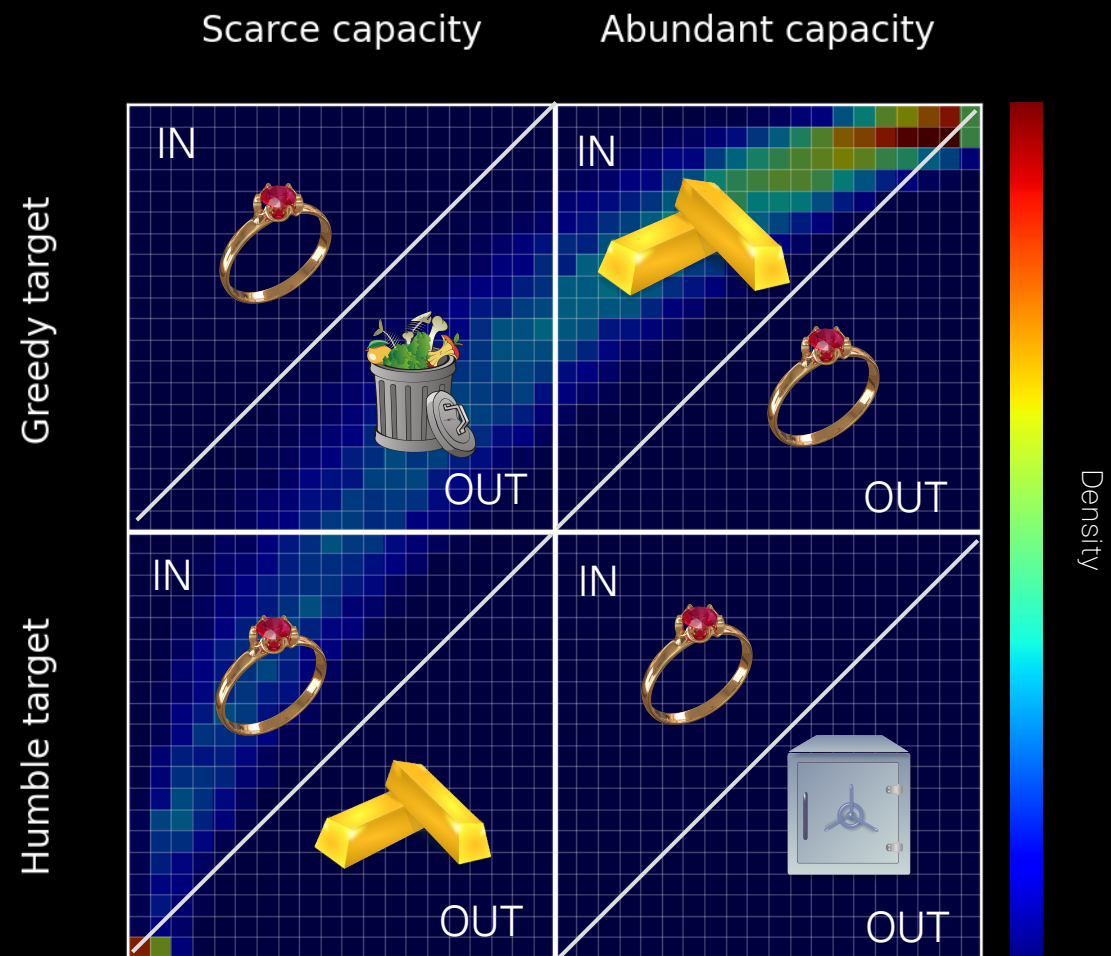 Scarce capacity
Abundant capacity
Greedy target
IN
IN
OUT
OUT
Density
Humble target
IN
IN
OUT
OUT